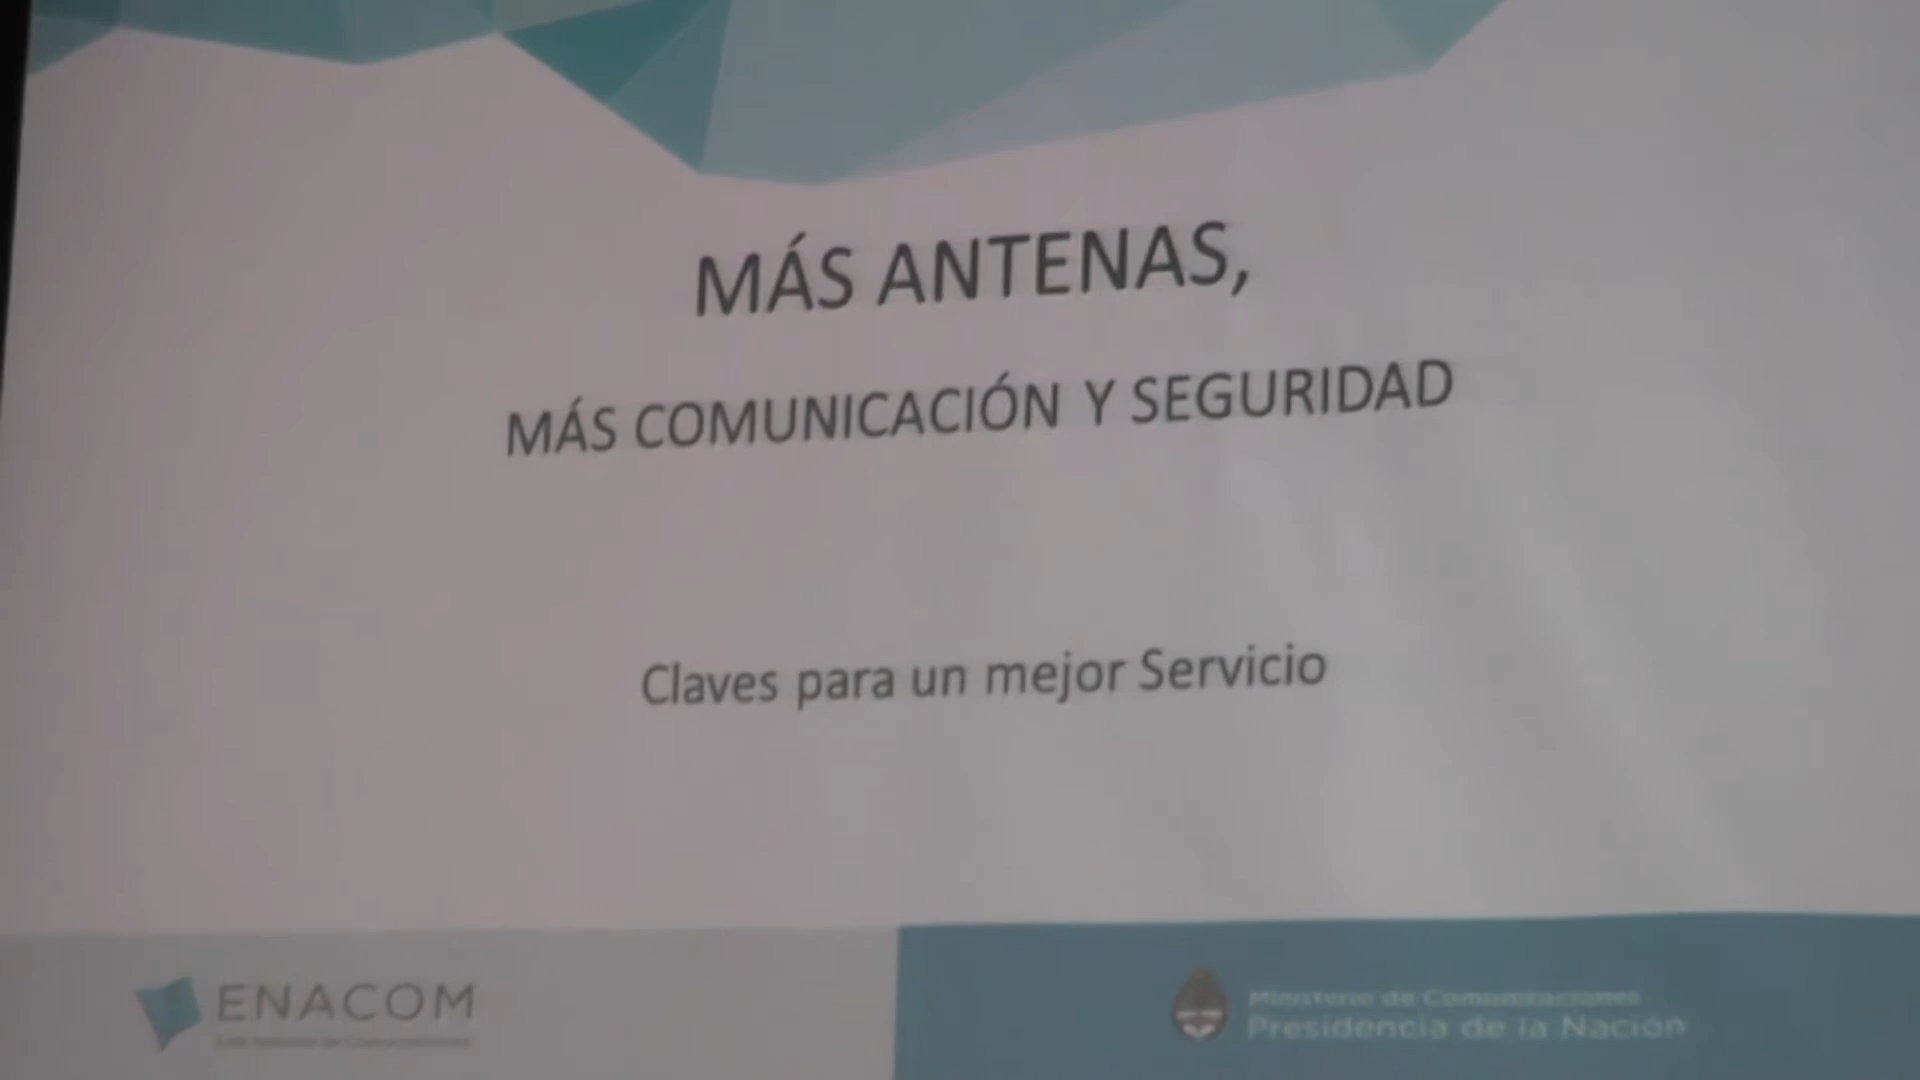 MÁS ANTENAS,
MÁS COMUNICACIÓN Y SEGURIDAD
Claves para un mejor Servicio
ENACOM
Ministerio de Comunicaciones
Presidencia de la Nación